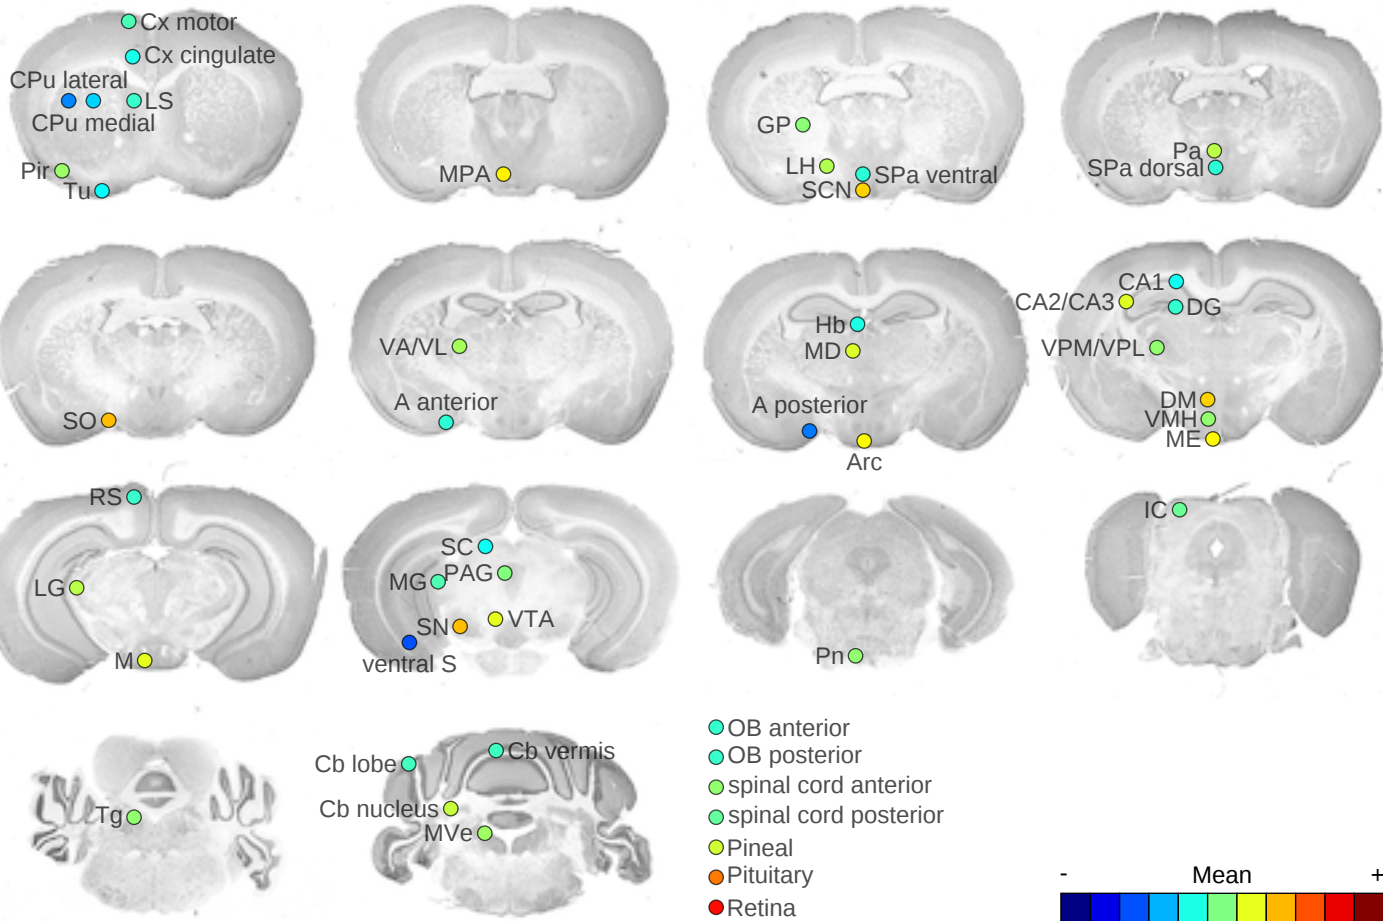 Cx motor
Cx cingulate
CPu lateral
LS
CPu medial
Pir
Tu
MPA
GP
LH
SPa ventral
SCN
Pa
SPa dorsal
SO
VA/VL
A anterior
Hb
MD
A posterior
Arc
CA1
CA2/CA3
DG
VPM/VPL
DM
VMH
ME
RS
LG
M
SC
MG
PAG
SN
VTA
ventral S
Pn
IC
Tg
Cb lobe
Cb vermis
Cb nucleus
MVe
OB anterior
OB posterior
spinal cord anterior
spinal cord posterior
Pineal
Pituitary
Retina
- Mean +